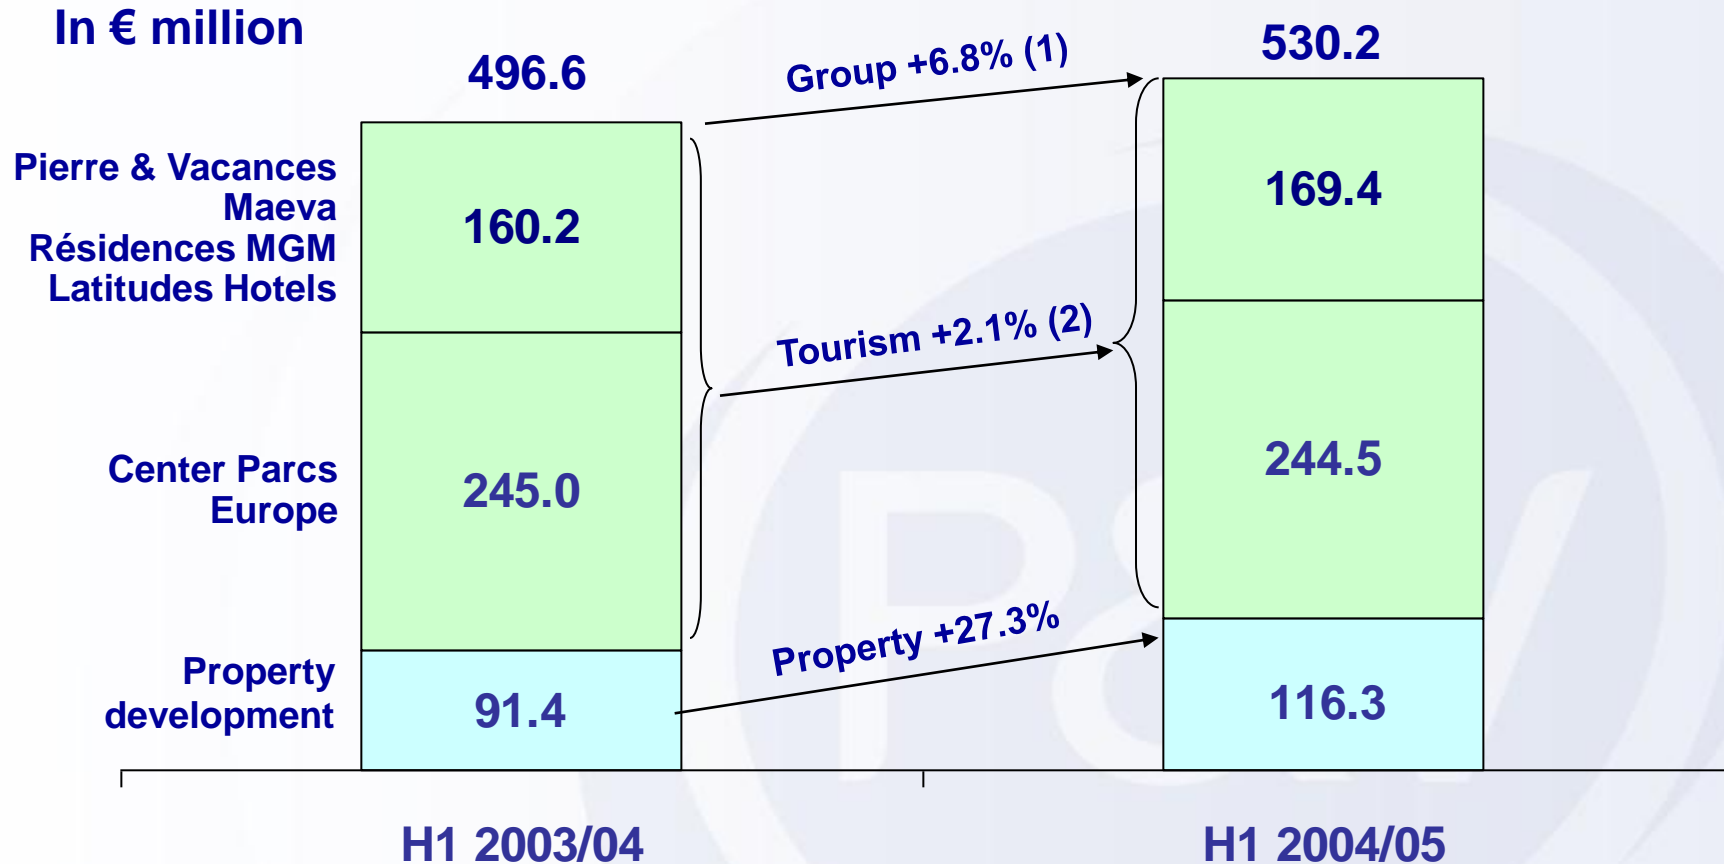 In € million
496.6
Group +6.8% (1)
530.2
Pierre & Vacances
Maeva
Résidences MGM
Latitudes Hotels
160.2
169.4
Tourism +2.1% (2)
Center Parcs
Europe
245.0
244.5
Property +27.3%
Property
development
91.4
116.3
H1 2003/04
H1 2004/05
P&V